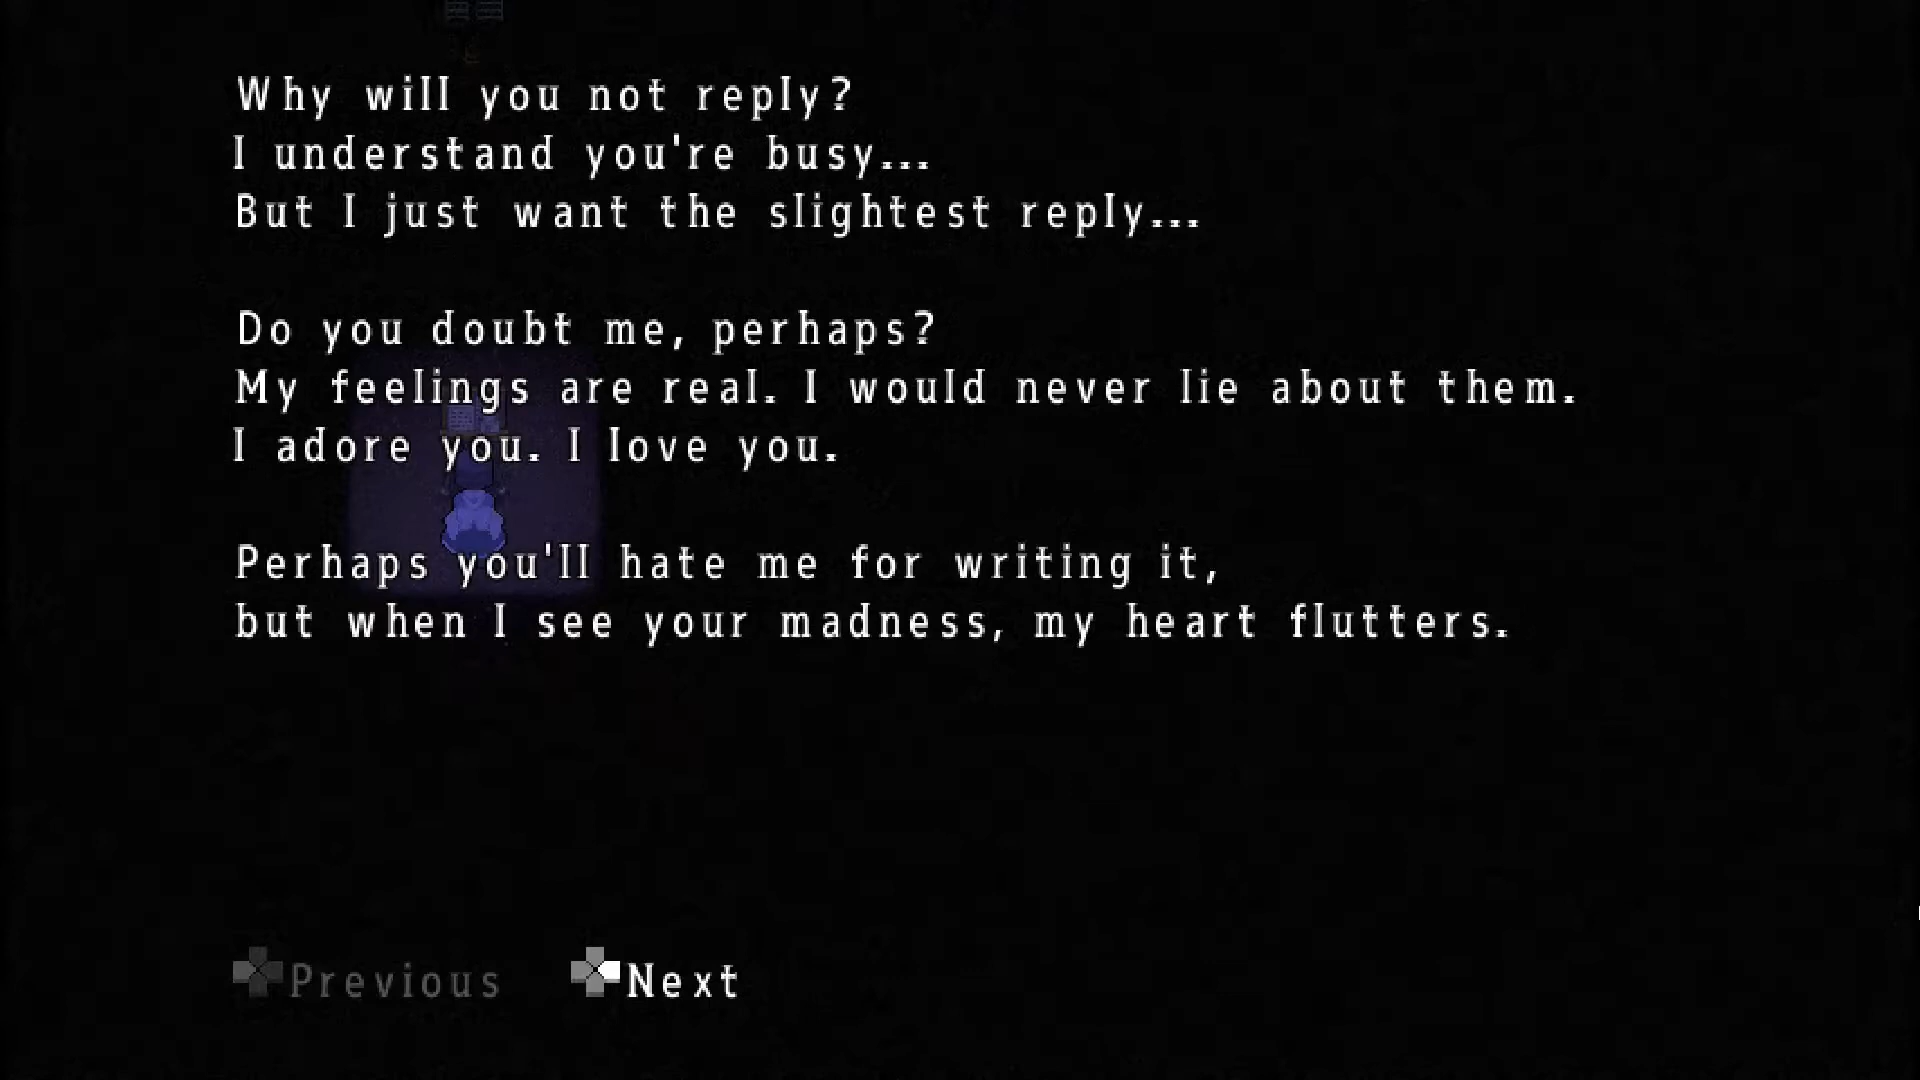 Why will you not reply?
I understand you're busy...
But I just want the slightest reply...
Do you doubt me, perhaps?
My feelings are real. I would never lie about them.
I adore you. I love you.
Perhaps you'll hate me for writing it,
but when I see your madness, my heart flutters.
Previous Next